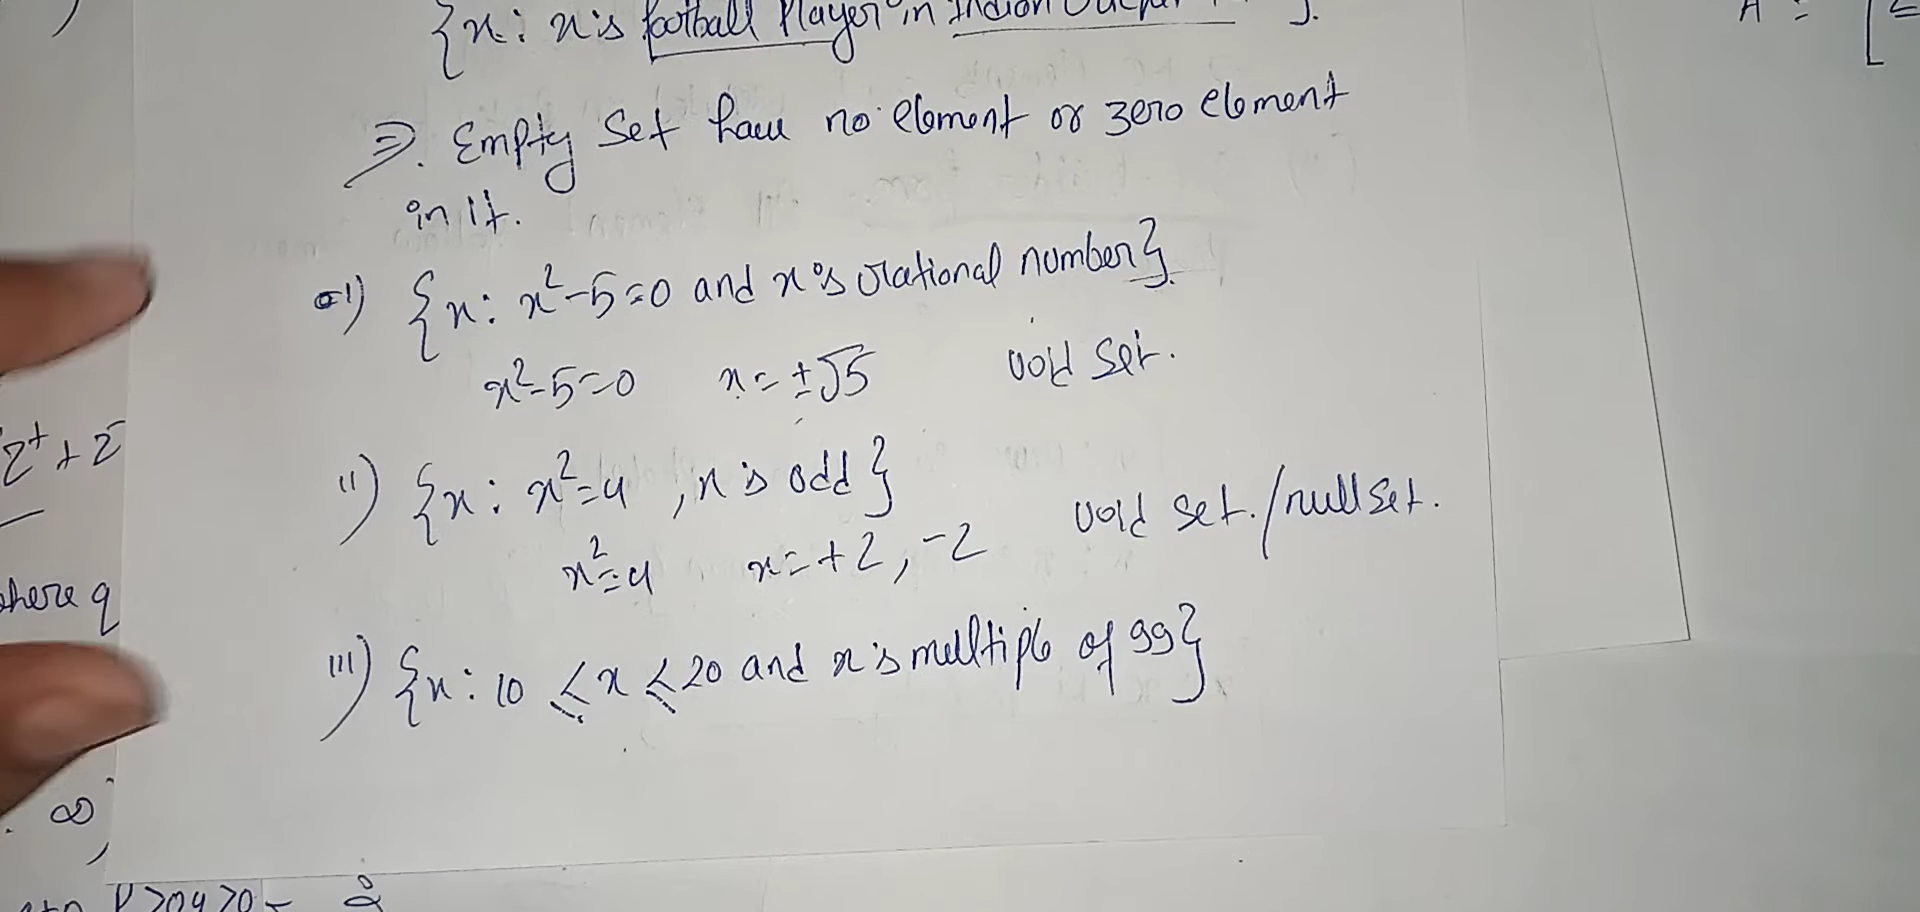 {x: x is football Player in Indian
⇒. Empty Set have no element or zero element
in it.
i) {x: x²-5=0 and x is rational number}.
x²-5=0 x=±√5 void set.
ii) {x: x²=4, x is odd}
x²=4 x=+2, -2 void set./null set.
iii) {x: 10 ≤ x ≤ 20 and x is multiple of 99}
Z⁺ + Z⁻
where q
∞
A = [